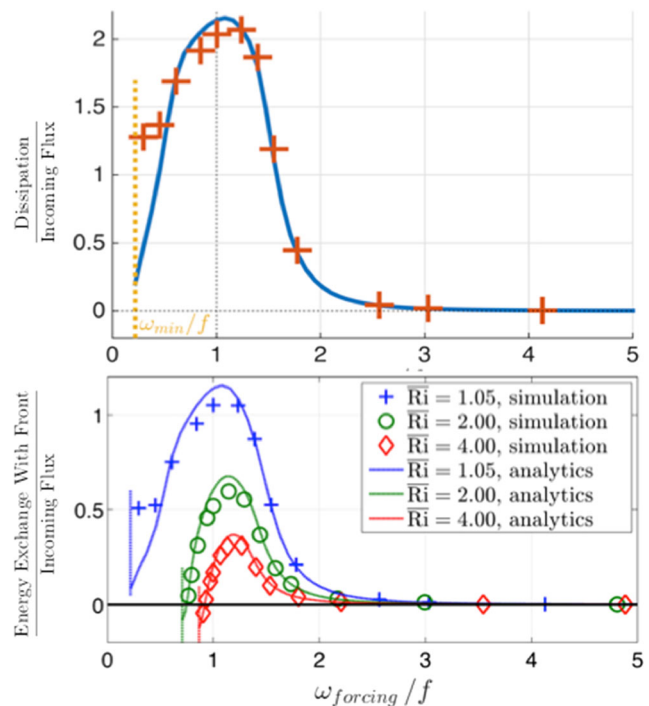 Dissipation
Incoming Flux
2
1.5
1
0.5
0
ω_min/f
0 1 2 3 4 5
Energy Exchange With Front
Incoming Flux
1
0.5
0
Ri = 1.05, simulation
Ri = 2.00, simulation
Ri = 4.00, simulation
Ri = 1.05, analytics
Ri = 2.00, analytics
Ri = 4.00, analytics
0 1 2 3 4 5
ω_forcing/f